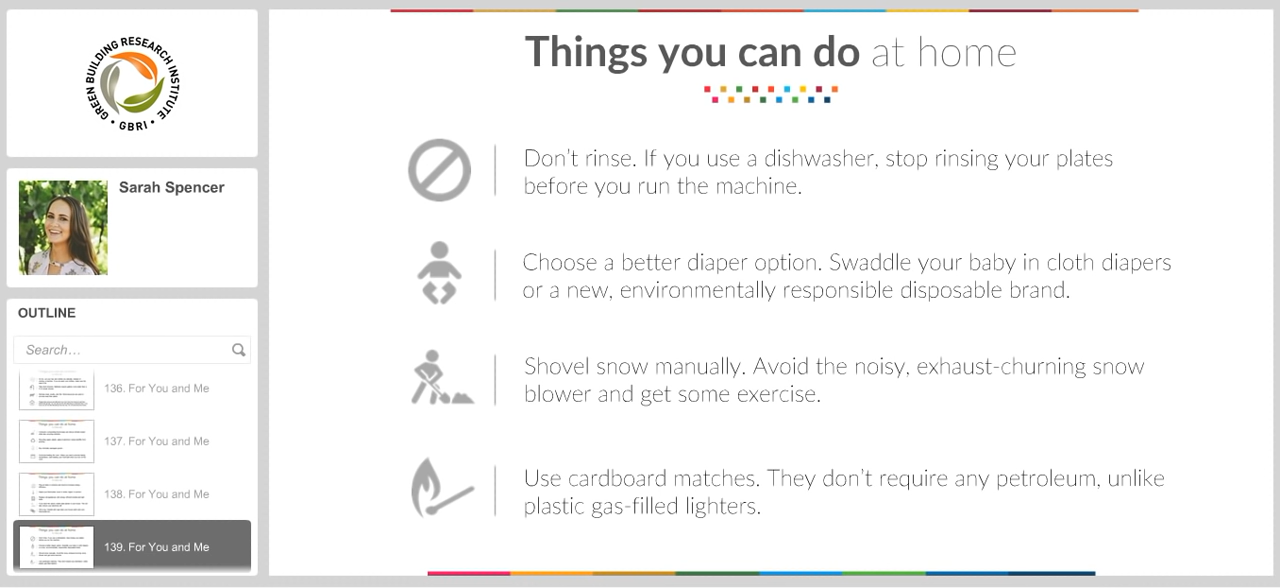 GREEN BUILDING RESEARCH INSTITUTE
• GBRI •
Sarah Spencer
OUTLINE
Search...
136. For You and Me
137. For You and Me
138. For You and Me
139. For You and Me
Things you can do at home
Don't rinse. If you use a dishwasher, stop rinsing your plates
before you run the machine.
Choose a better diaper option. Swaddle your baby in cloth diapers
or a new, environmentally responsible disposable brand.
Shovel snow manually. Avoid the noisy, exhaust-churning snow
blower and get some exercise.
Use cardboard matches. They don't require any petroleum, unlike
plastic gas-filled lighters.